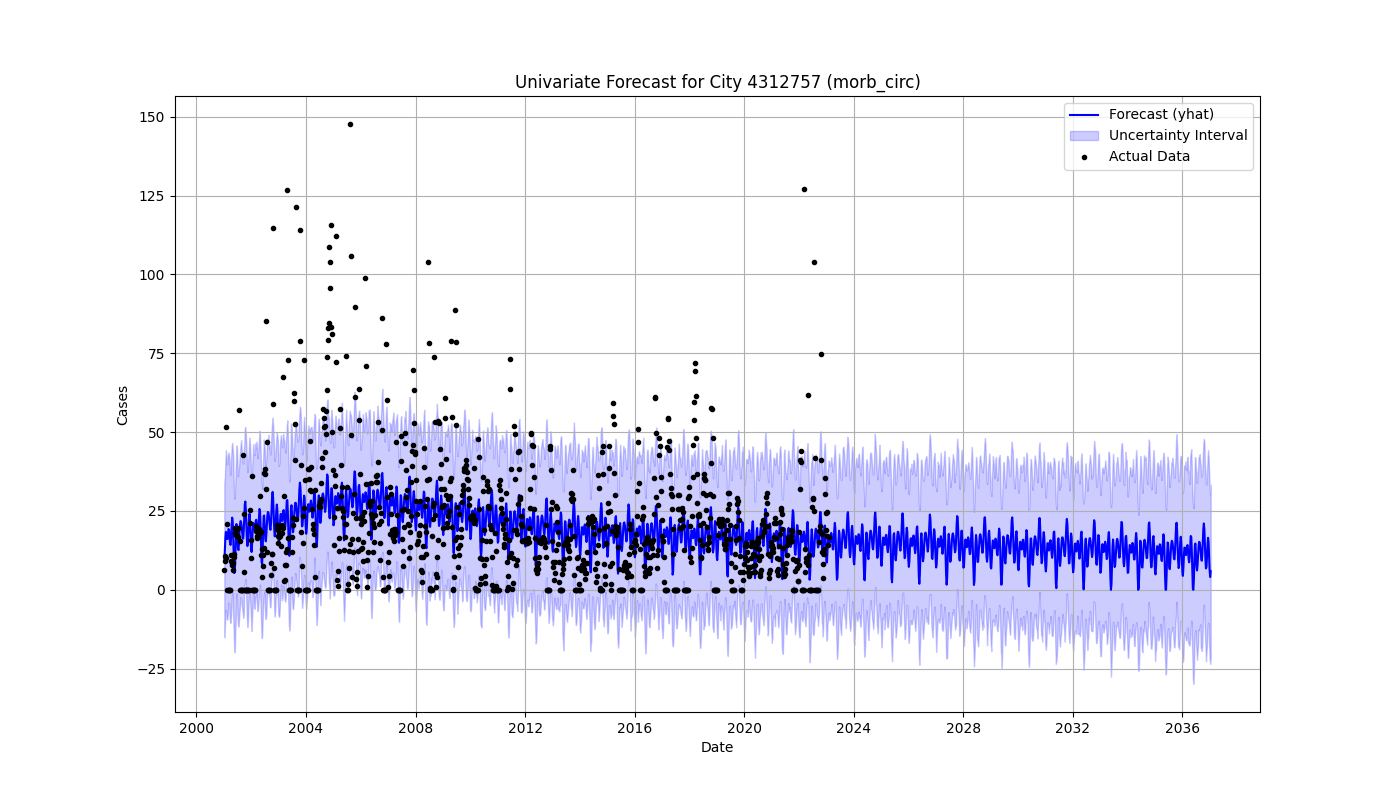 Univariate Forecast for City 4312757 (morb_circ)
Forecast (yhat)
Uncertainty Interval
Actual Data
Cases
150
125
100
75
50
25
0
−25
2000 2004 2008 2012 2016 2020 2024 2028 2032 2036
Date